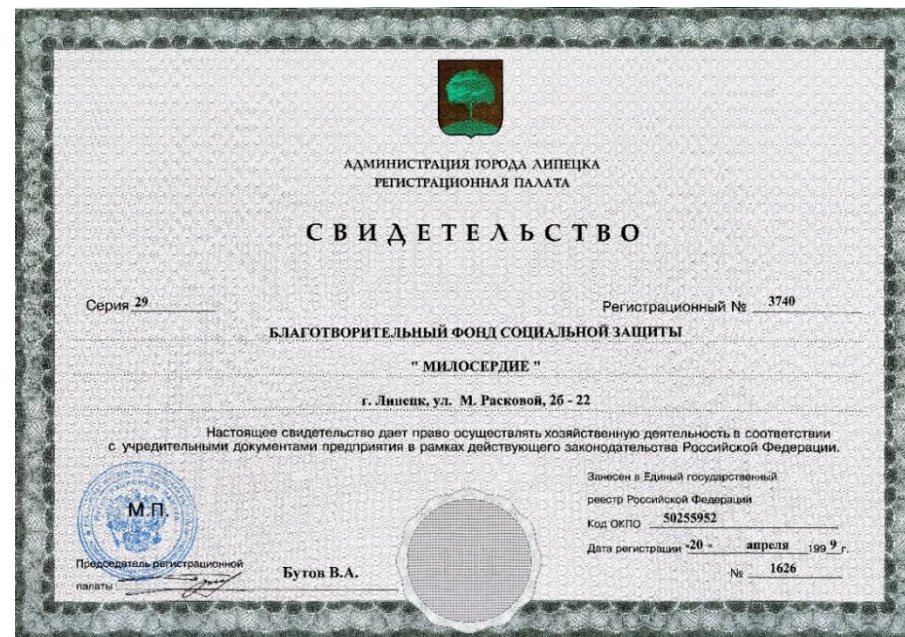 АДМИНИСТРАЦИЯ ГОРОДА ЛИПЕЦКА
РЕГИСТРАЦИОННАЯ ПАЛАТА
СВИДЕТЕЛЬСТВО
Серия 29 Регистрационный № 3740
БЛАГОТВОРИТЕЛЬНЫЙ ФОНД СОЦИАЛЬНОЙ ЗАЩИТЫ
" МИЛОСЕРДИЕ "
г. Липецк, ул. М. Расковой, 26 - 22
Настоящее свидетельство дает право осуществлять хозяйственную деятельность в соответствии
с учредительными документами предприятия в рамках действующего законодательства Российской Федерации.
Занесен в Единый государственный
реестр Российской Федерации
Код ОКПО 50255952
Дата регистрации "20" апреля 1999 г.
№ 1626
М.П.
Председатель регистрационной
палаты Бутов В.А.